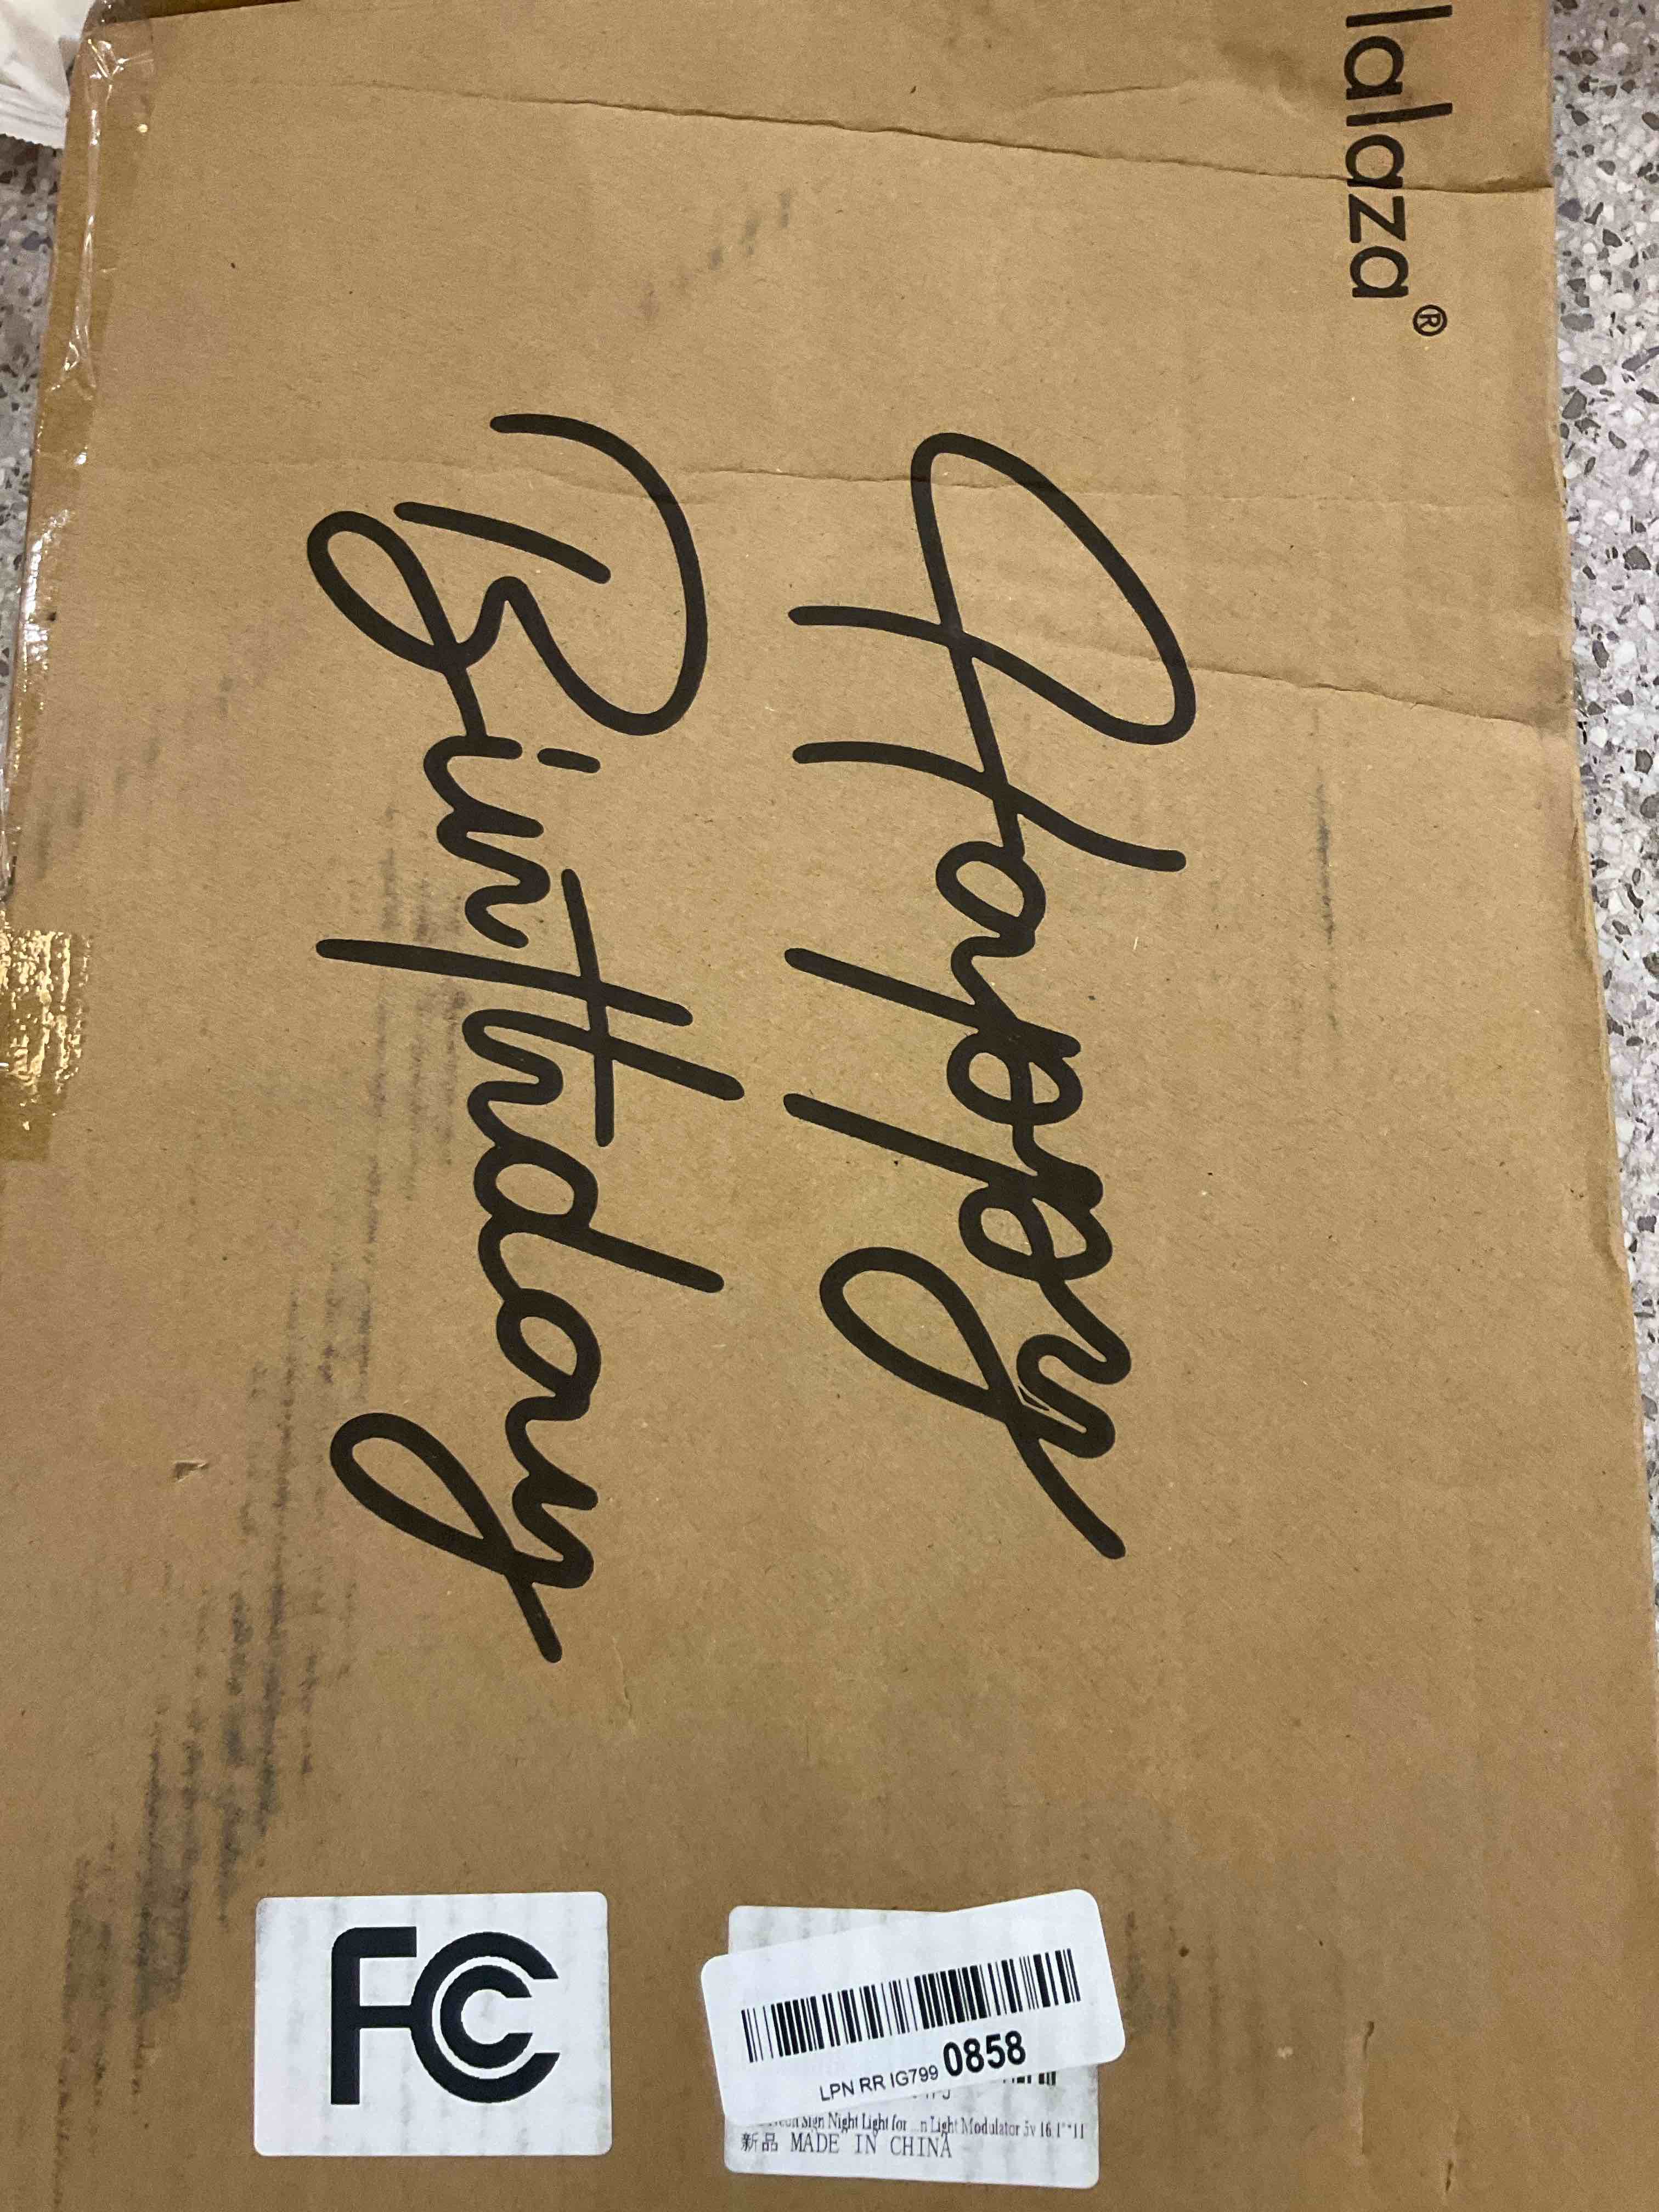 lalaza®
Happy
Birthday
FC
LPN RR IG799 0858
Sign Night Light for ...n Light Modulator 5v 16.1"*11
新品 MADE IN CHINA